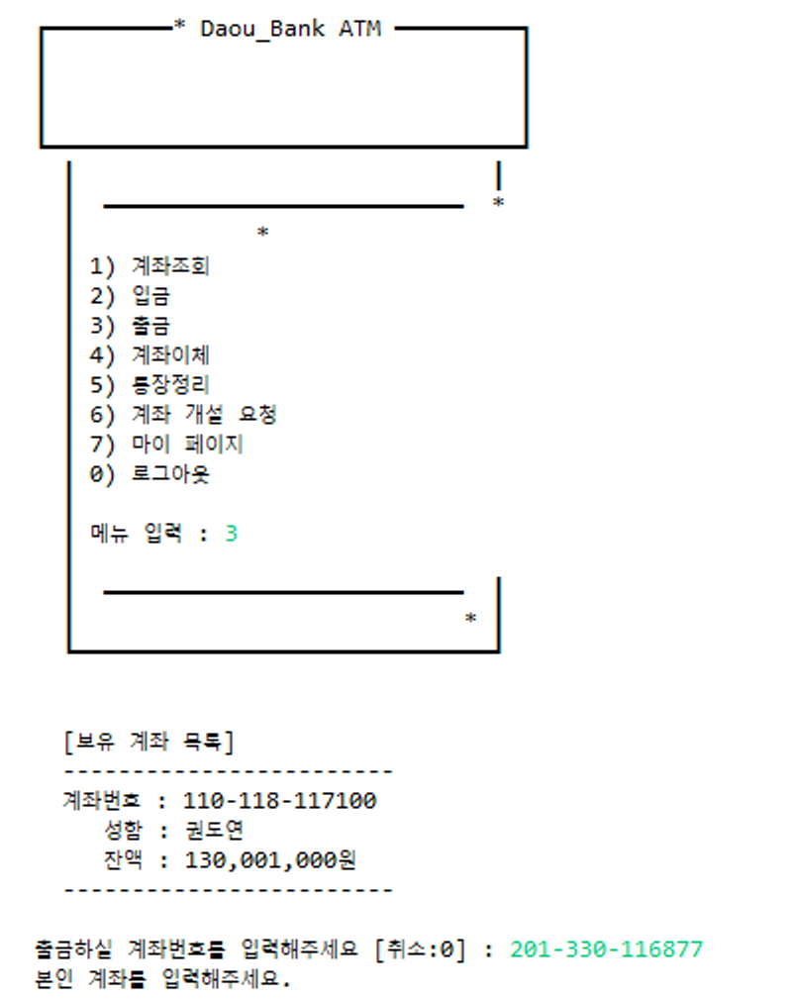 * Daou_Bank ATM
*
*
1) 계좌조회
2) 입금
3) 출금
4) 계좌이체
5) 통장정리
6) 계좌 개설 요청
7) 마이 페이지
0) 로그아웃
메뉴 입력 : 3
*
[보유 계좌 목록]
------------------------
계좌번호 : 110-118-117100
성함 : 권도연
잔액 : 130,001,000원
------------------------
출금하실 계좌번호를 입력해주세요 [취소:0] : 201-330-116877
본인 계좌를 입력해주세요.